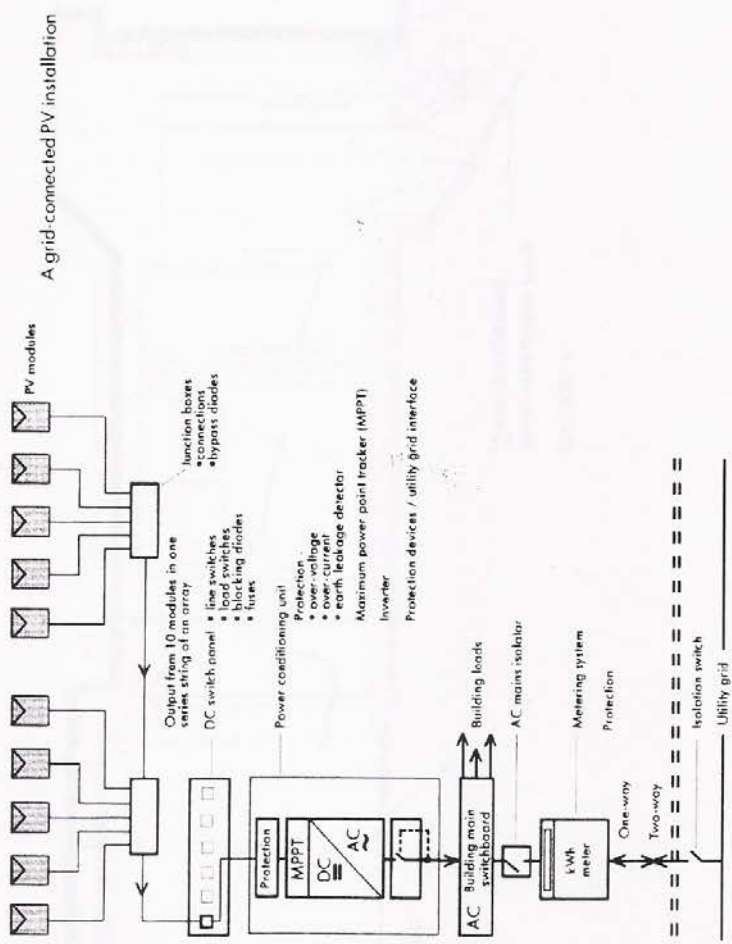 A grid-connected PV installation
PV modules
Junction boxes
•connections
•bypass diodes
Output from 10 modules in one
series string of an array
DC switch panel
• line switches
• load switches
• blocking diodes
• fuses
Power conditioning unit
Protection -
• over-voltage
• over-current
• earth leakage detector
Maximum power point tracker (MPPT)
Inverter
Protection devices / utility grid interface
Protection
MPPT
DC
=
AC
~
Building loads
AC Building main
switchboard
AC mains isolator
Metering system
Protection
kWh
meter
One-way
Two-way
Isolation switch
Utility grid